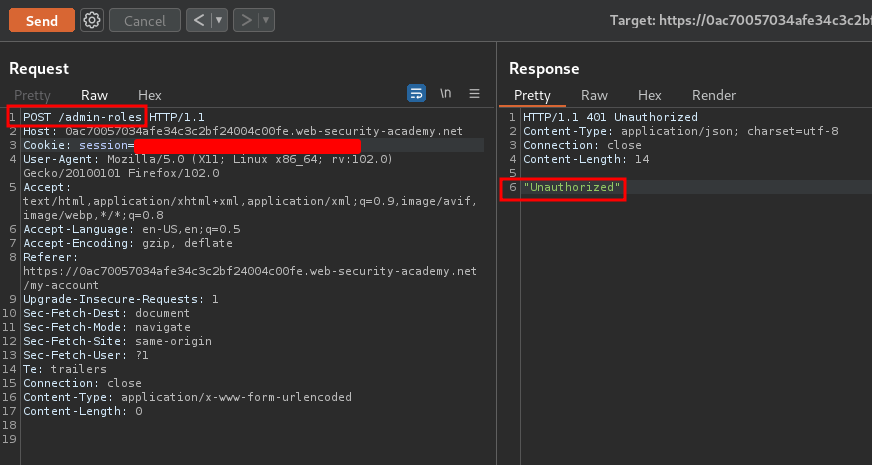 Send
Cancel
<
>
Target: https://0ac70057034afe34c3c2bf
Request
Pretty
Raw
Hex
\n
1 POST /admin-roles HTTP/1.1
2 Host: 0ac70057034afe34c3c2bf24004c00fe.web-security-academy.net
3 Cookie: session=
4 User-Agent: Mozilla/5.0 (X11; Linux x86_64; rv:102.0)
Gecko/20100101 Firefox/102.0
5 Accept:
text/html,application/xhtml+xml,application/xml;q=0.9,image/avif,
image/webp,*/*;q=0.8
6 Accept-Language: en-US,en;q=0.5
7 Accept-Encoding: gzip, deflate
8 Referer:
https://0ac70057034afe34c3c2bf24004c00fe.web-security-academy.net
/my-account
9 Upgrade-Insecure-Requests: 1
10 Sec-Fetch-Dest: document
11 Sec-Fetch-Mode: navigate
12 Sec-Fetch-Site: same-origin
13 Sec-Fetch-User: ?1
14 Te: trailers
15 Connection: close
16 Content-Type: application/x-www-form-urlencoded
17 Content-Length: 0
18
19
Response
Pretty
Raw
Hex
Render
1 HTTP/1.1 401 Unauthorized
2 Content-Type: application/json; charset=utf-8
3 Connection: close
4 Content-Length: 14
5
6 "Unauthorized"